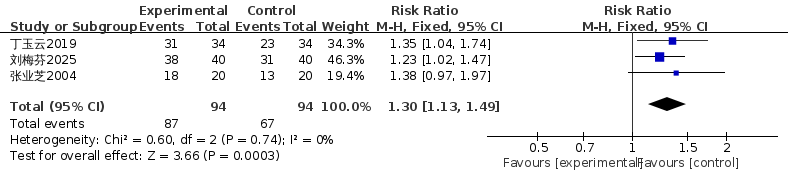 Experimental Control Risk Ratio Risk Ratio
Study or Subgroup Events Total Events Total Weight M-H, Fixed, 95% CI M-H, Fixed, 95% CI
丁玉云2019 31 34 23 34 34.3% 1.35 [1.04, 1.74]
刘梅芬2025 38 40 31 40 46.3% 1.23 [1.02, 1.47]
张业芝2004 18 20 13 20 19.4% 1.38 [0.97, 1.97]
Total (95% CI) 94 94 100.0% 1.30 [1.13, 1.49]
Total events 87 67
Heterogeneity: Chi² = 0.60, df = 2 (P = 0.74); I² = 0%
Test for overall effect: Z = 3.66 (P = 0.0003)
0.5 0.7 1 1.5 2
Favours [experimental] Favours [control]